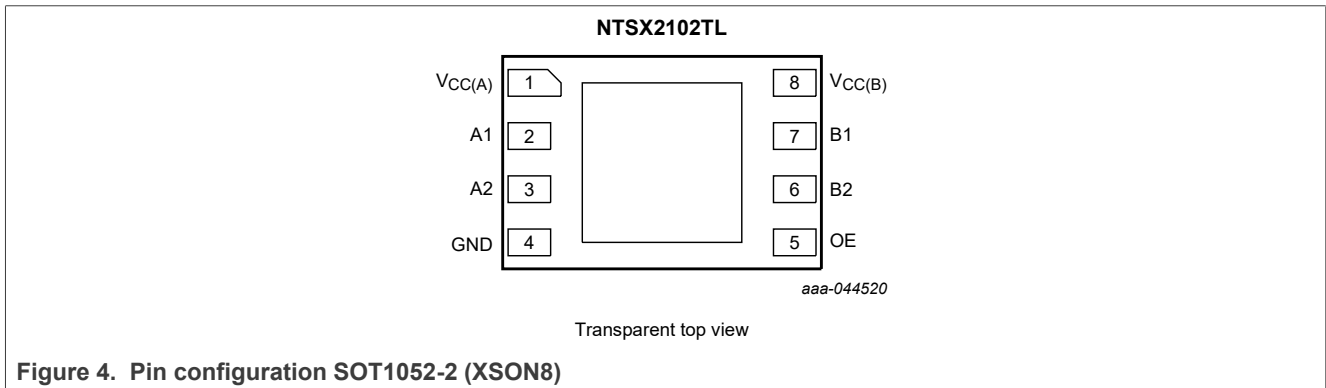 NTSX2102TL
VCC(A) 1 8 VCC(B)
A1 2 7 B1
A2 3 6 B2
GND 4 5 OE
aaa-044520
Transparent top view
Figure 4. Pin configuration SOT1052-2 (XSON8)